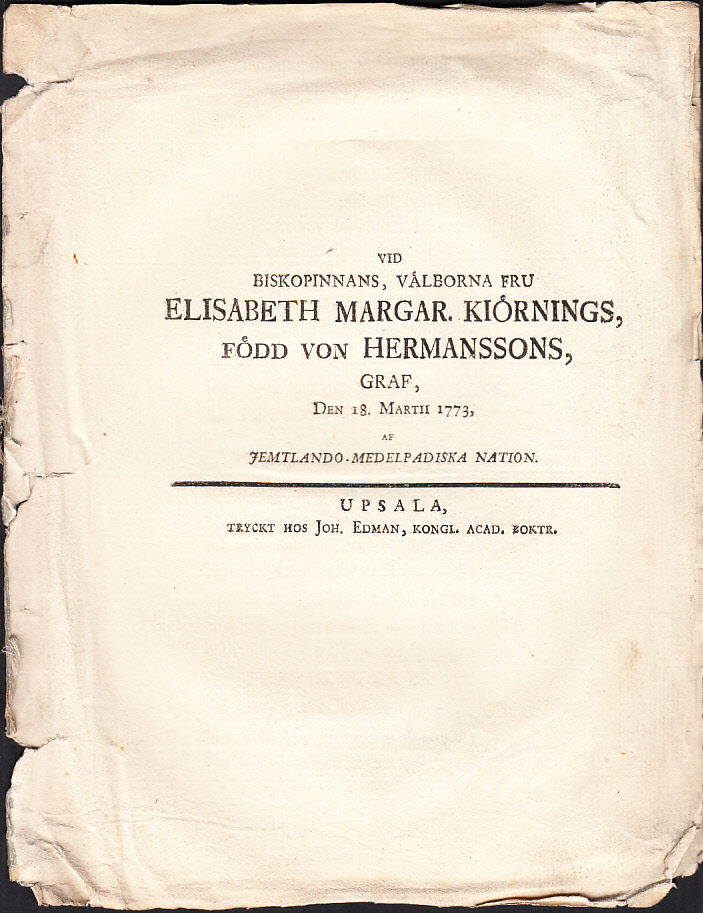 VID
BISKOPINNANS, VÅLBORNA FRU
ELISABETH MARGAR. KIÓRNINGS,
FÖDD VON HERMANSSONS,
GRAF,
DEN 18. MARTII 1773,
AF
JEMTLANDO-MEDELPADISKA NATION.
UPSALA,
TRYCKT HOS JOH. EDMAN, KONGL. ACAD. BOKTR.